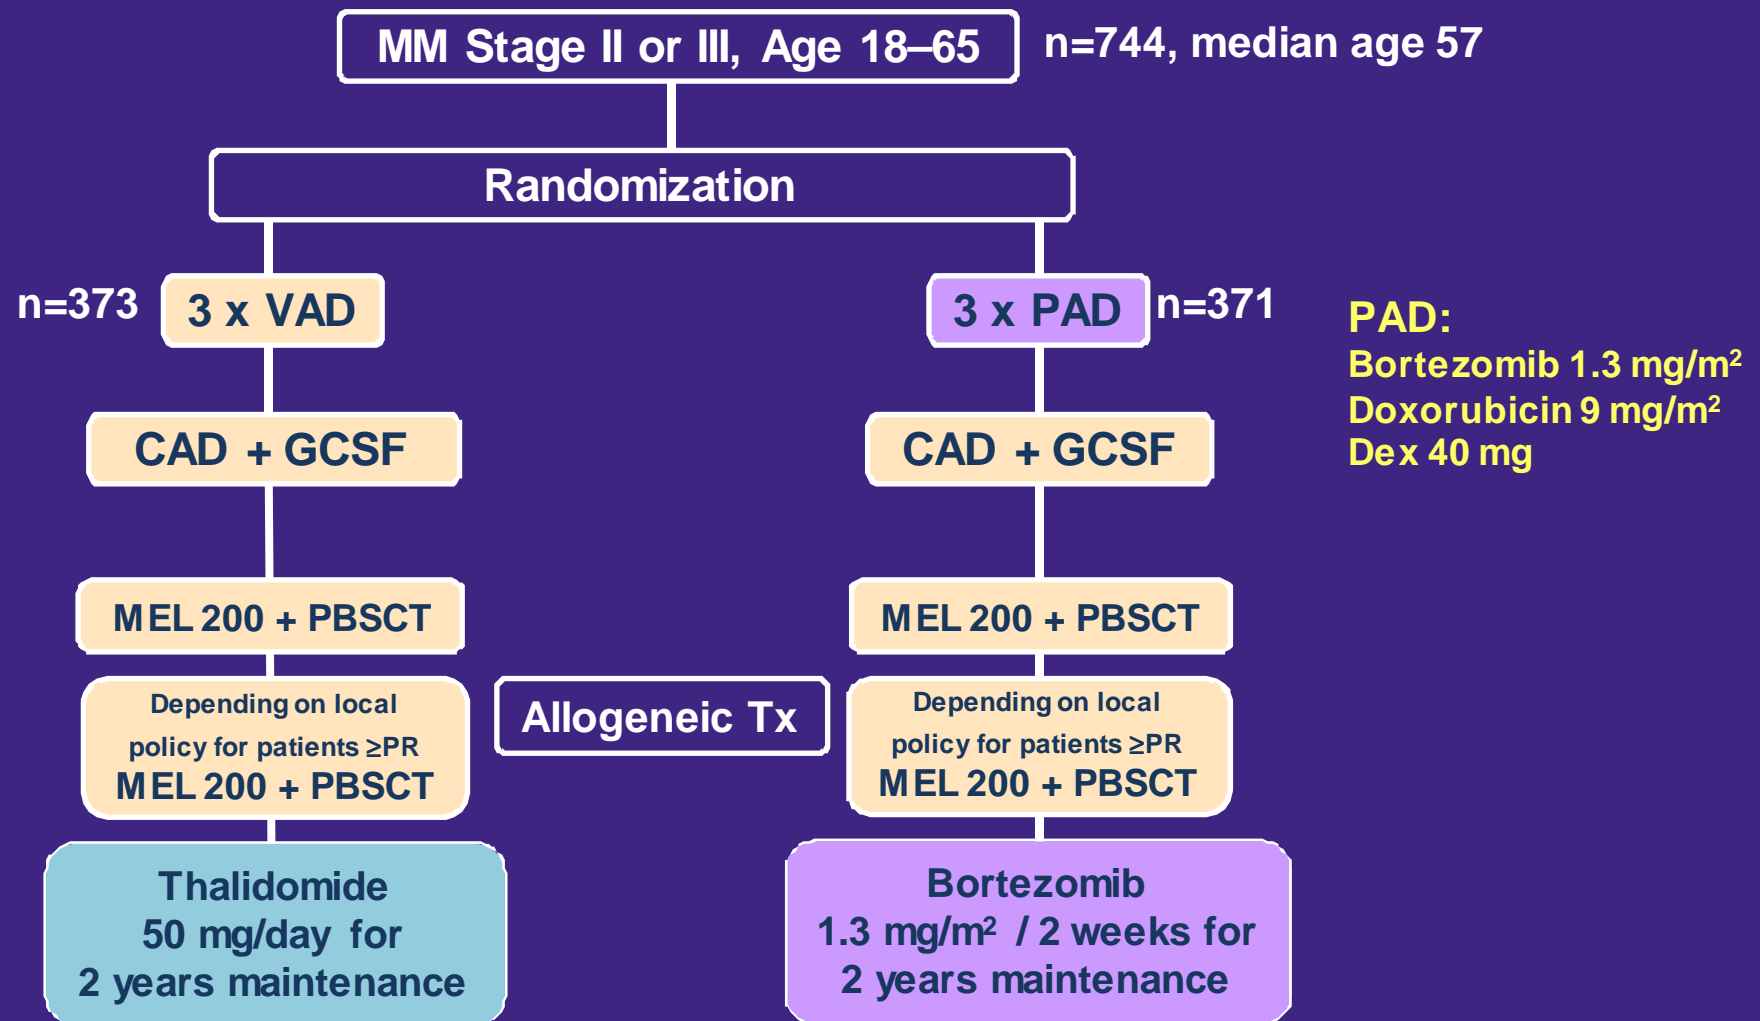 MM Stage II or III, Age 18–65
n=744, median age 57
Randomization
n=373
3 x VAD
3 x PAD
n=371
PAD:
Bortezomib 1.3 mg/m²
Doxorubicin 9 mg/m²
Dex 40 mg
CAD + GCSF
CAD + GCSF
MEL 200 + PBSCT
MEL 200 + PBSCT
Depending on local
policy for patients ≥PR
MEL 200 + PBSCT
Allogeneic Tx
Depending on local
policy for patients ≥PR
MEL 200 + PBSCT
Thalidomide
50 mg/day for
2 years maintenance
Bortezomib
1.3 mg/m² / 2 weeks for
2 years maintenance